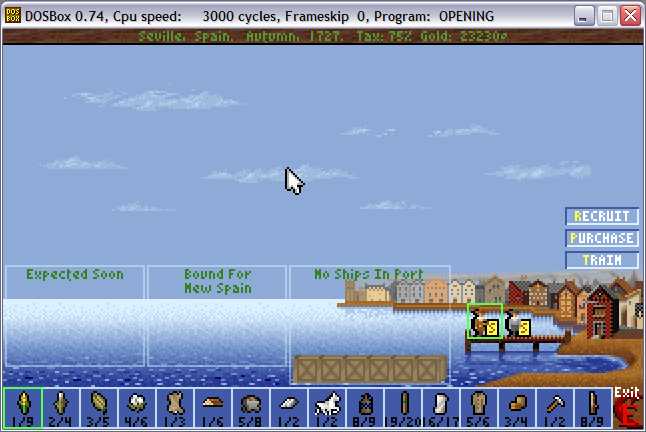 DOSBox 0.74, Cpu speed: 3000 cycles, Frameskip 0, Program: OPENING
Seville, Spain. Autumn, 1727. Tax: 75% Gold: 23230
RECRUIT
PURCHASE
TRAIN
Expected Soon
Bound For
New Spain
No Ships In Port
Exit
1/9 2/4 3/5 4/6 1/3 1/6 5/8 1/2 1/2 8/9 19/20 16/17 5/6 3/4 1/2 8/9
E